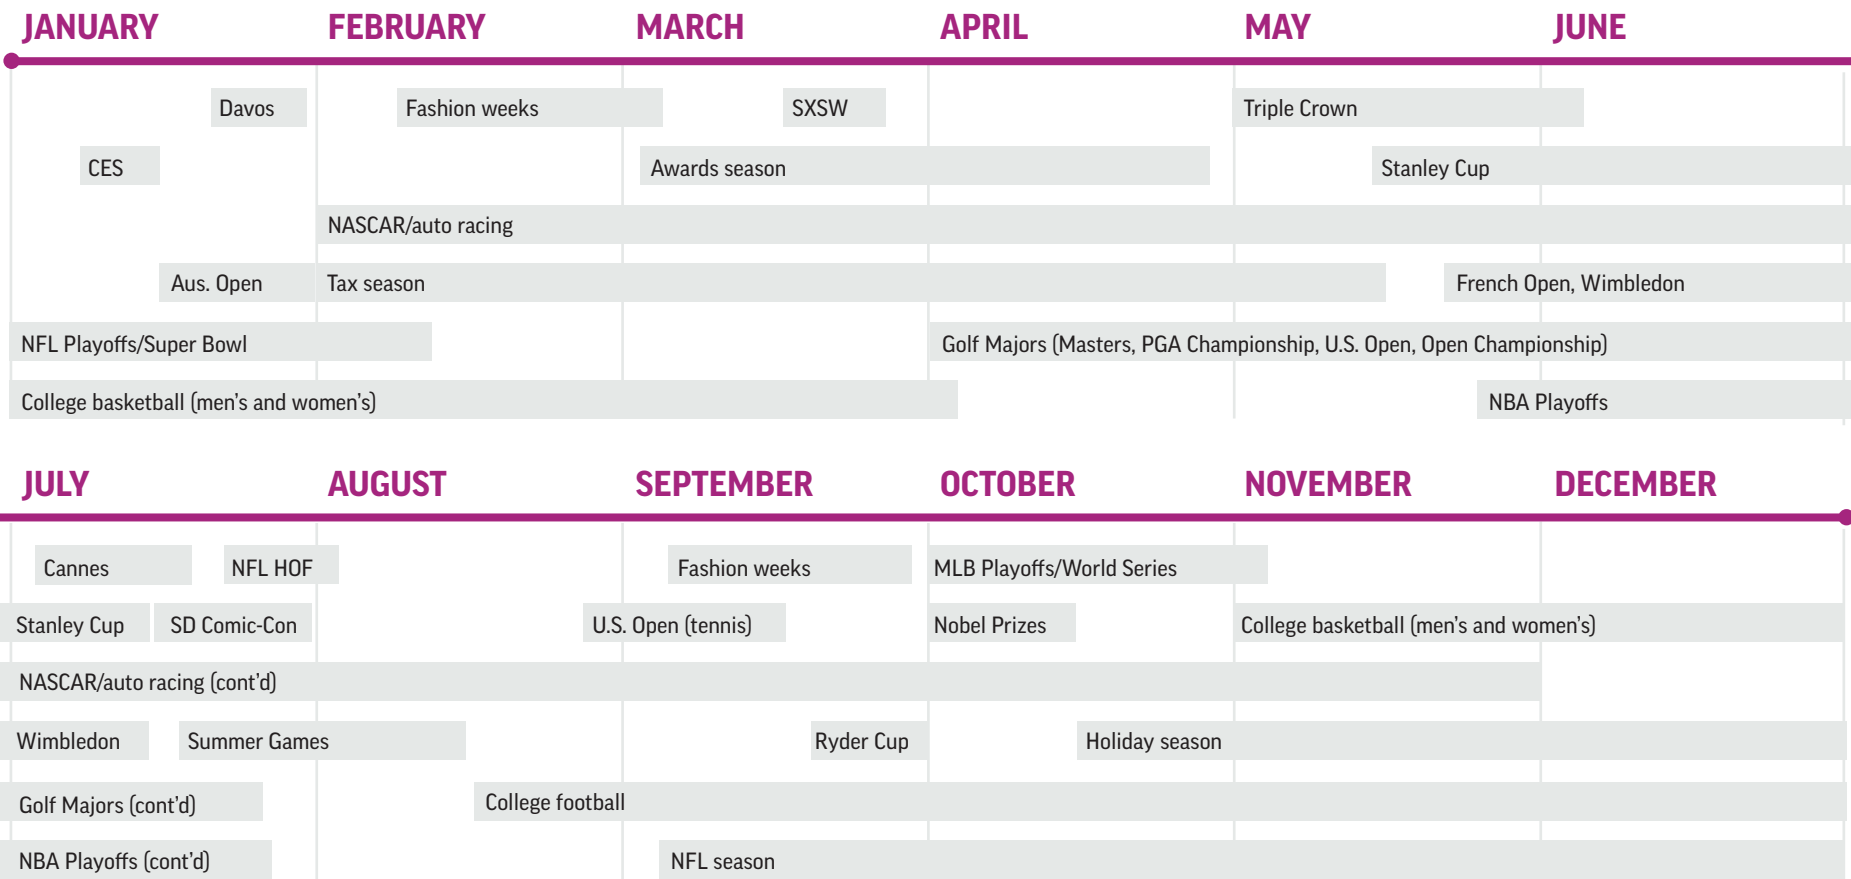 JANUARY FEBRUARY MARCH APRIL MAY JUNE
Davos Fashion weeks SXSW Triple Crown
CES Awards season Stanley Cup
NASCAR/auto racing
Aus. Open Tax season French Open, Wimbledon
NFL Playoffs/Super Bowl Golf Majors (Masters, PGA Championship, U.S. Open, Open Championship)
College basketball (men's and women's) NBA Playoffs
JULY AUGUST SEPTEMBER OCTOBER NOVEMBER DECEMBER
Cannes NFL HOF Fashion weeks MLB Playoffs/World Series
Stanley Cup SD Comic-Con U.S. Open (tennis) Nobel Prizes College basketball (men's and women's)
NASCAR/auto racing (cont'd)
Wimbledon Summer Games Ryder Cup Holiday season
Golf Majors (cont'd) College football
NBA Playoffs (cont'd) NFL season